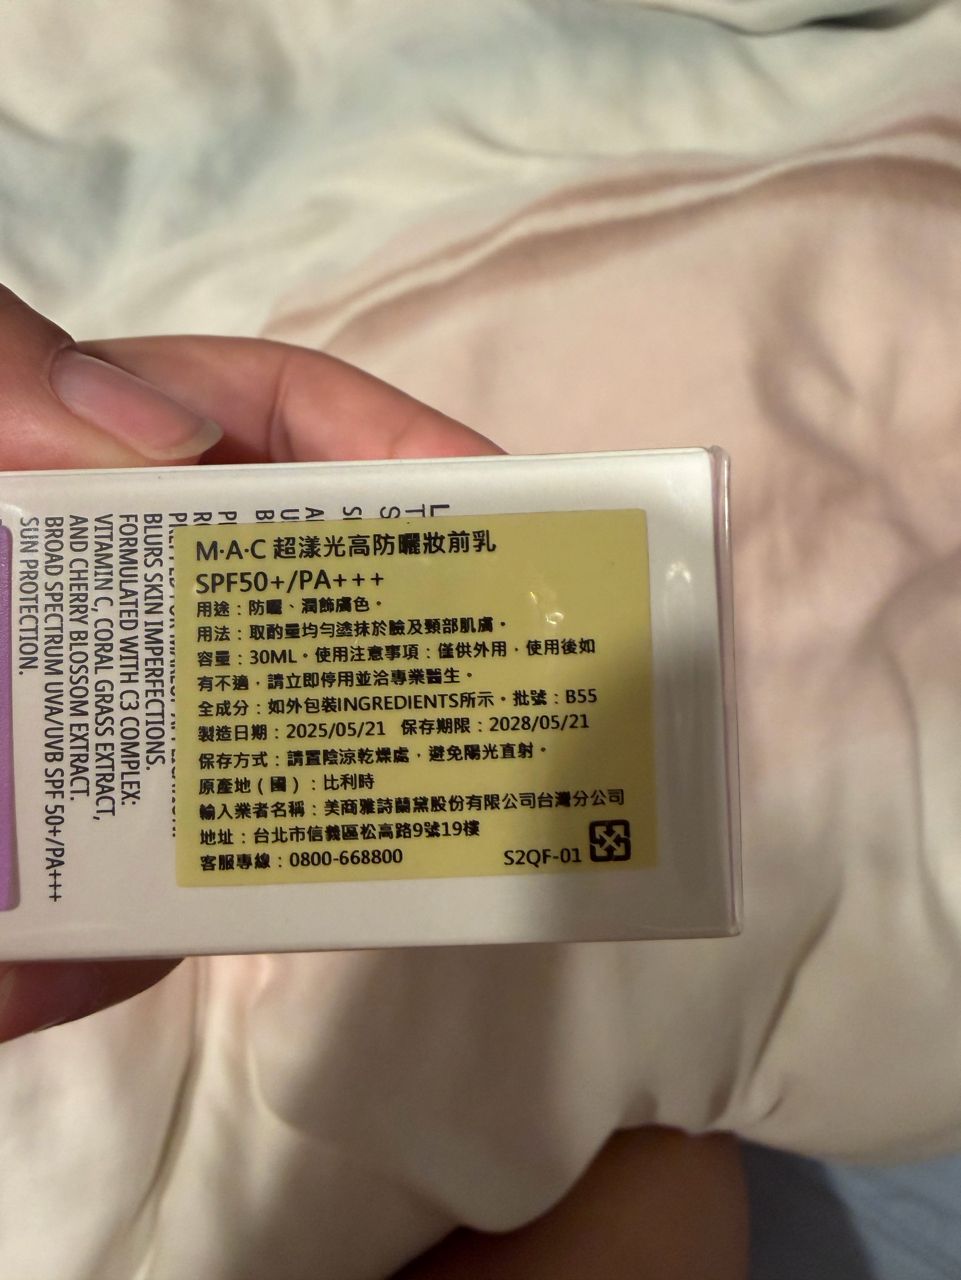 M·A·C 超漾光高防曬妝前乳
SPF50+/PA+++
用途：防曬、潤飾膚色。
用法：取酌量均勻塗抹於臉及頸部肌膚。
容量：30ML。使用注意事項：僅供外用，使用後如
有不適，請立即停用並洽專業醫生。
全成分：如外包裝INGREDIENTS所示。批號：B55
製造日期：2025/05/21 保存期限：2028/05/21
保存方式：請置陰涼乾燥處，避免陽光直射。
原產地（國）：比利時
輸入業者名稱：美商雅詩蘭黛股份有限公司台灣分公司
地址：台北市信義區松高路9號19樓
客服專線：0800-668800
S2QF-01
BLURS SKIN IMPERFECTIONS.
FORMULATED WITH C3 COMPLEX:
VITAMIN C, CORAL GRASS EXTRACT,
AND CHERRY BLOSSOM EXTRACT.
BROAD SPECTRUM UVA/UVB SPF 50+/PA+++
SUN PROTECTION.